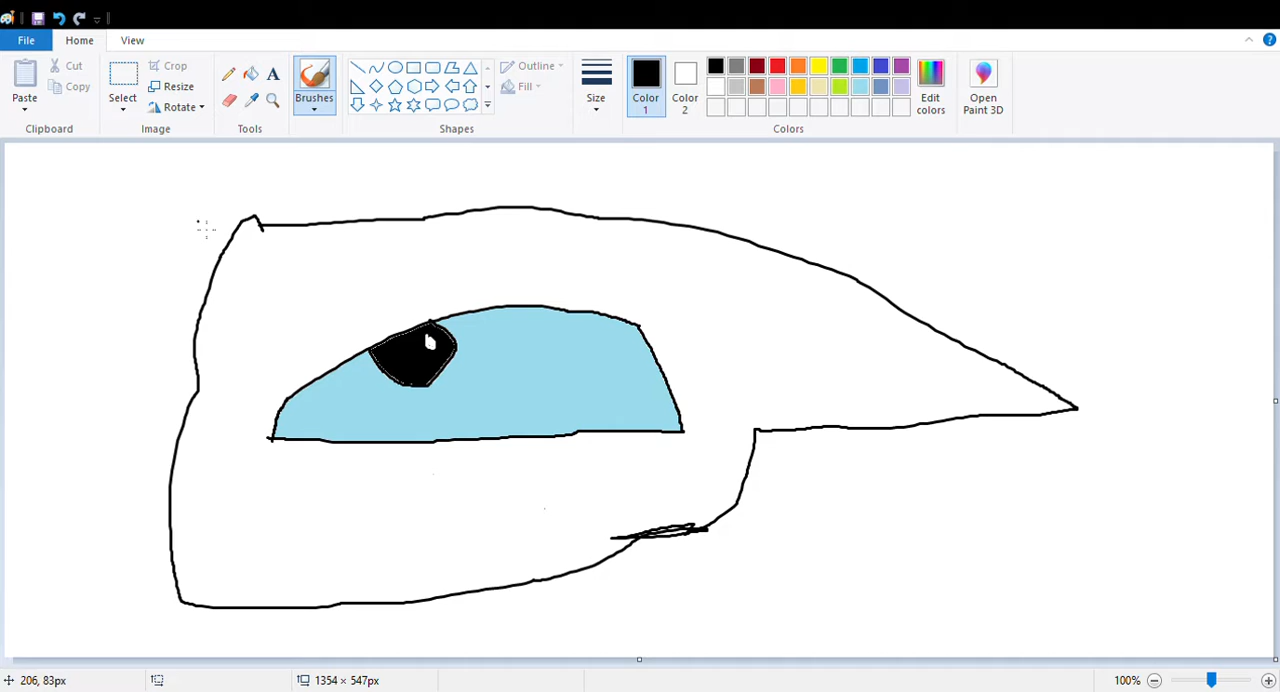 File Home View
Cut Crop Outline
Copy Resize Fill Edit Open
Paste Select Rotate Brushes Size Color Color colors Paint 3D
1 2
Clipboard Image Tools Shapes Colors
206, 83px 1354 × 547px 100%